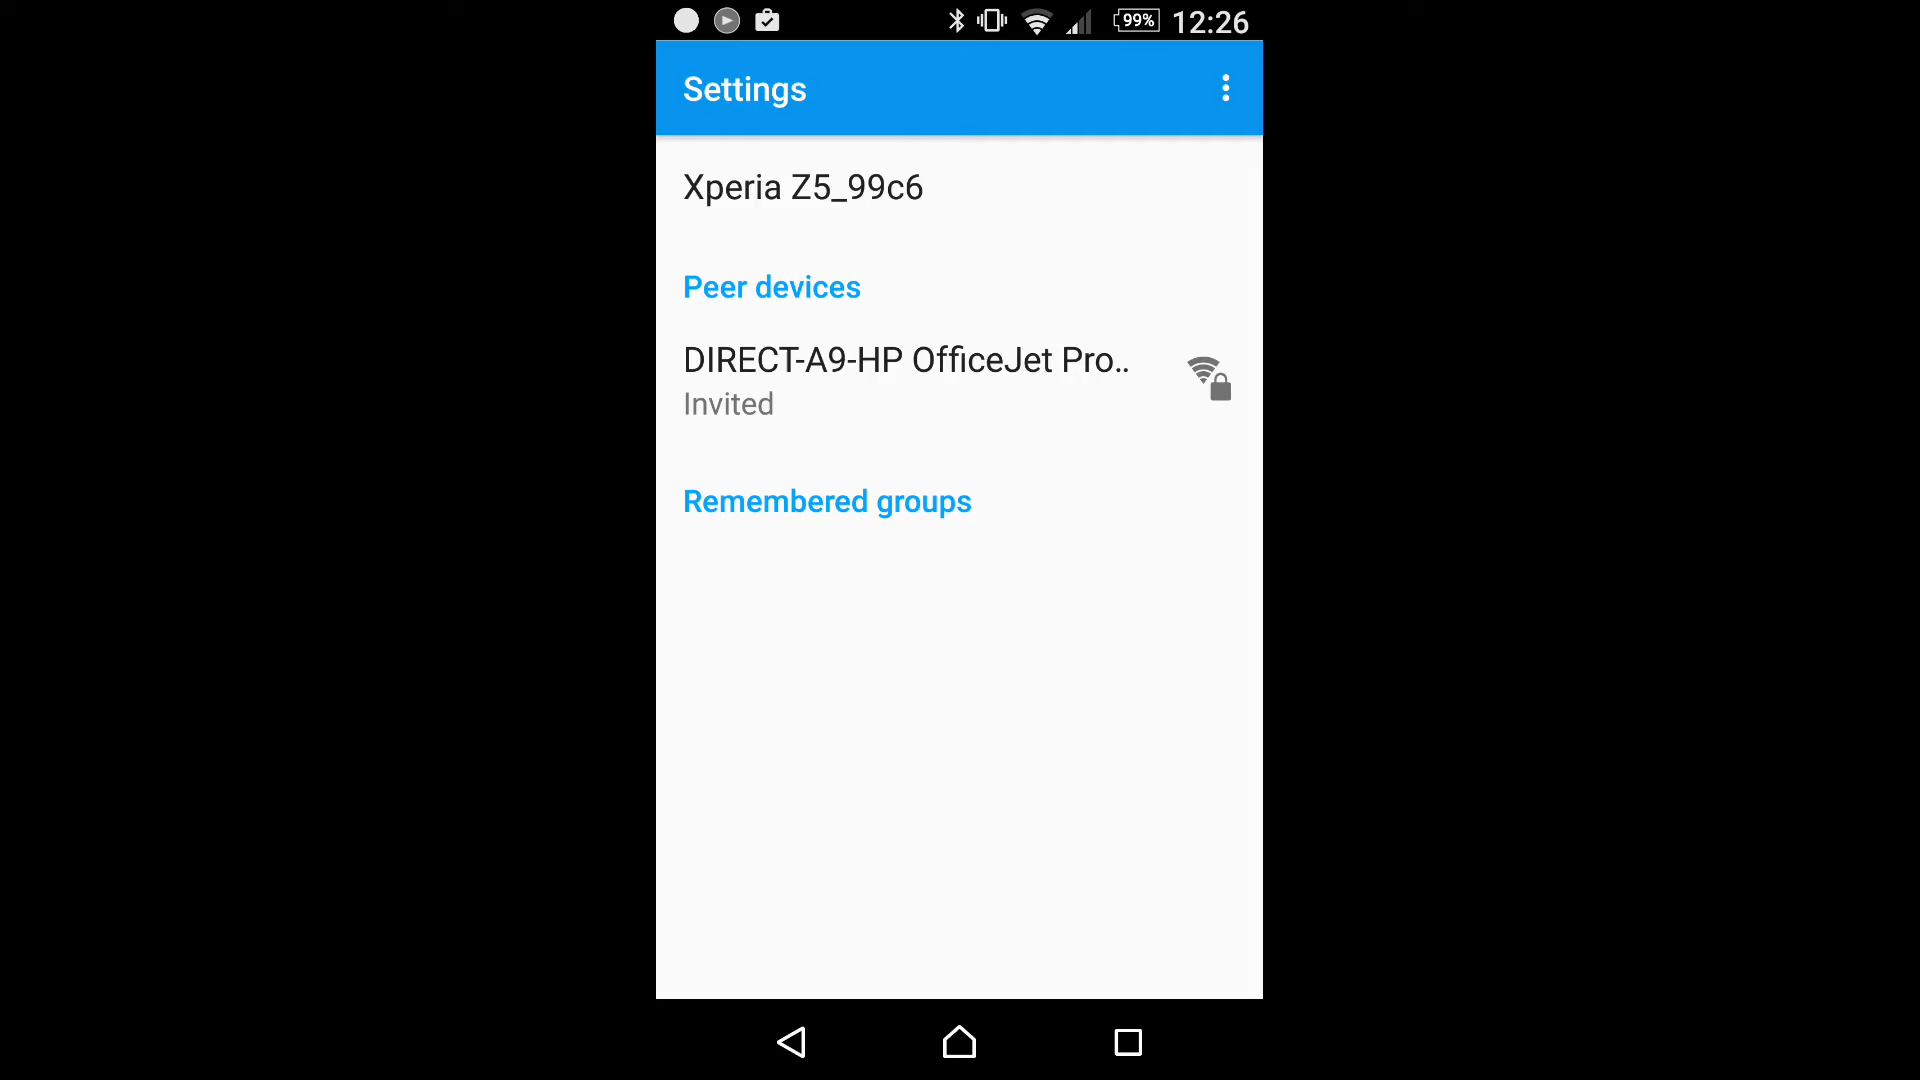 99% 12:26
Settings
Xperia Z5_99c6
Peer devices
DIRECT-A9-HP OfficeJet Pro..
Invited
Remembered groups